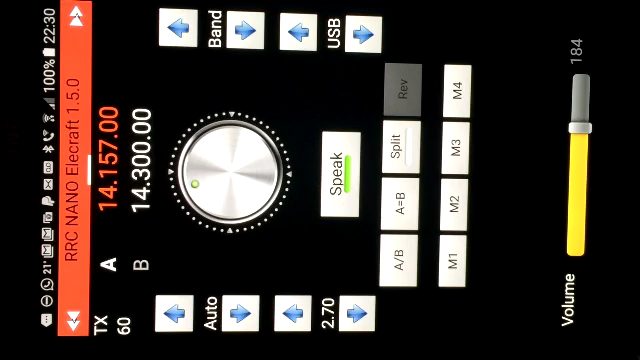 21° 100% 22:30
RRC NANO Elecraft 1.5.0
TX
60
A 14.157.00
B 14.300.00
Auto
Band
2.70
USB
Speak
A/B A=B Split Rev
M1 M2 M3 M4
Volume 184